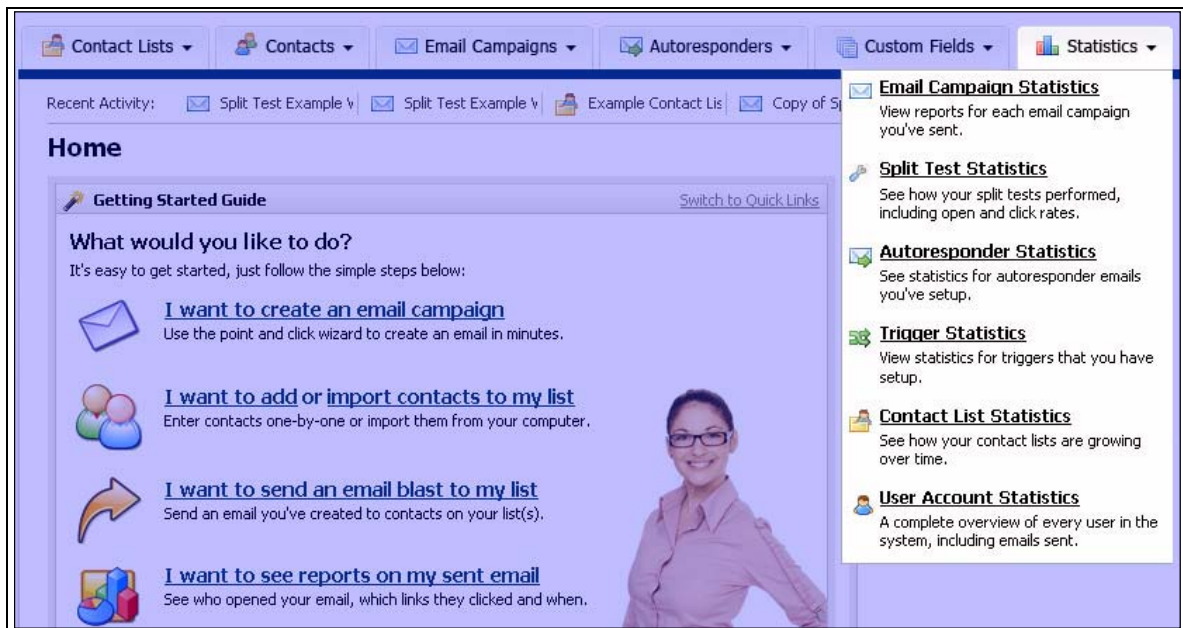 Contact Lists
Contacts
Email Campaigns
Autoresponders
Custom Fields
Statistics
Recent Activity:
Split Test Example
Split Test Example
Example Contact Lis
Copy of
Home
Getting Started Guide
Switch to Quick Links
What would you like to do?
It's easy to get started, just follow the simple steps below:
I want to create an email campaign
Use the point and click wizard to create an email in minutes.
I want to add or import contacts to my list
Enter contacts one-by-one or import them from your computer.
I want to send an email blast to my list
Send an email you've created to contacts on your list(s).
I want to see reports on my sent email
See who opened your email, which links they clicked and when.
Email Campaign Statistics
View reports for each email campaign
you've sent.
Split Test Statistics
See how your split tests performed,
including open and click rates.
Autoresponder Statistics
See statistics for autoresponder emails
you've setup.
Trigger Statistics
View statistics for triggers that you have
setup.
Contact List Statistics
See how your contact lists are growing
over time.
User Account Statistics
A complete overview of every user in the
system, including emails sent.